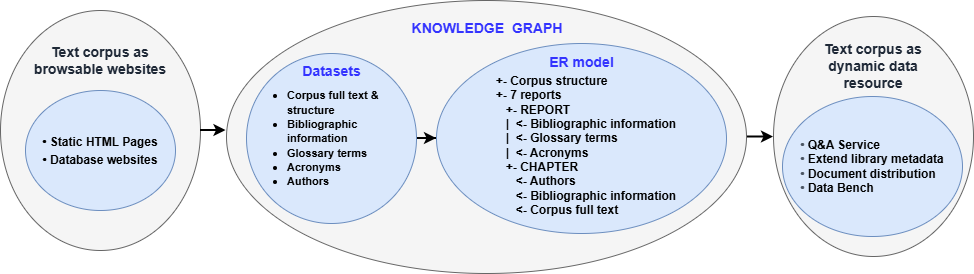 Text corpus as
browsable websites
• Static HTML Pages
• Database websites
KNOWLEDGE GRAPH
Datasets
• Corpus full text &
structure
• Bibliographic
information
• Glossary terms
• Acronyms
• Authors
ER model
+- Corpus structure
+- 7 reports
+- REPORT
| <- Bibliographic information
| <- Glossary terms
| <- Acronyms
+- CHAPTER
<- Authors
<- Bibliographic information
<- Corpus full text
Text corpus as
dynamic data
resource
• Q&A Service
• Extend library metadata
• Document distribution
• Data Bench